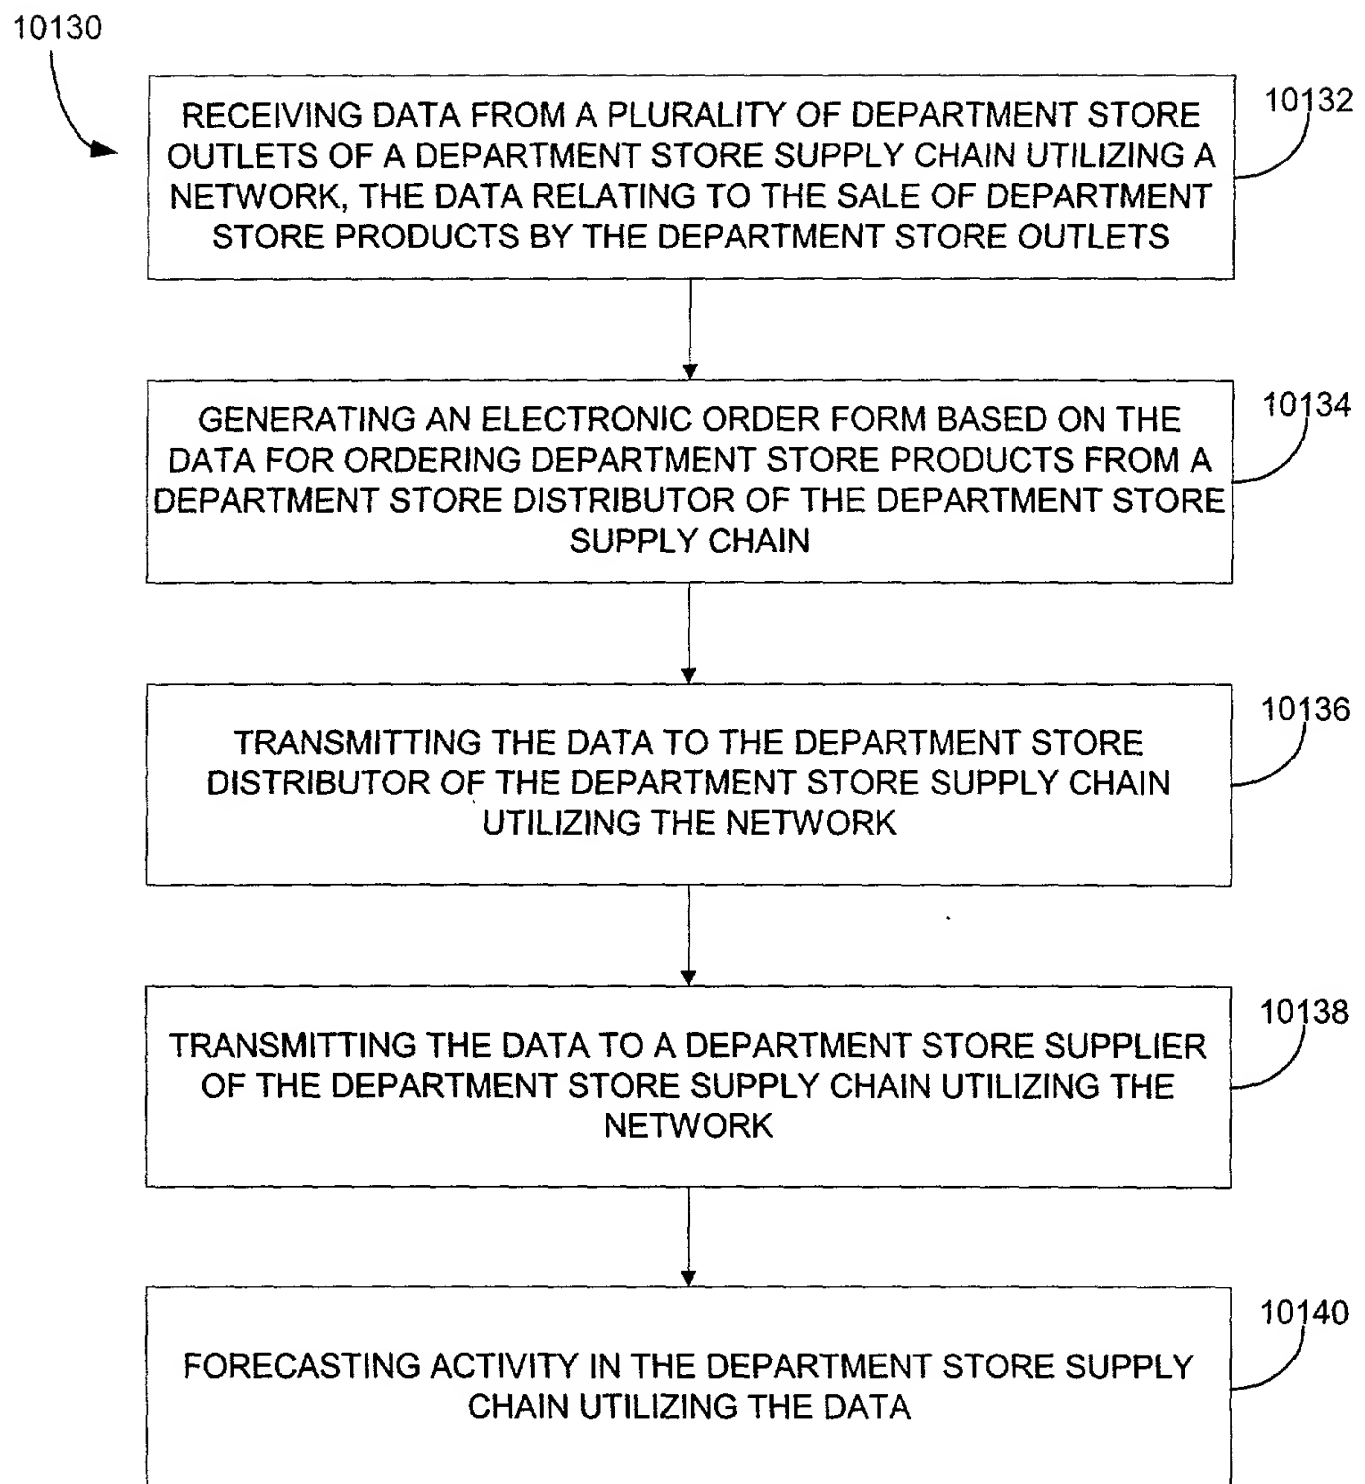 10130
10132
RECEIVING DATA FROM A PLURALITY OF DEPARTMENT STORE
OUTLETS OF A DEPARTMENT STORE SUPPLY CHAIN UTILIZING A
NETWORK, THE DATA RELATING TO THE SALE OF DEPARTMENT
STORE PRODUCTS BY THE DEPARTMENT STORE OUTLETS
10134
GENERATING AN ELECTRONIC ORDER FORM BASED ON THE
DATA FOR ORDERING DEPARTMENT STORE PRODUCTS FROM A
DEPARTMENT STORE DISTRIBUTOR OF THE DEPARTMENT STORE
SUPPLY CHAIN
10136
TRANSMITTING THE DATA TO THE DEPARTMENT STORE
DISTRIBUTOR OF THE DEPARTMENT STORE SUPPLY CHAIN
UTILIZING THE NETWORK
10138
TRANSMITTING THE DATA TO A DEPARTMENT STORE SUPPLIER
OF THE DEPARTMENT STORE SUPPLY CHAIN UTILIZING THE
NETWORK
10140
FORECASTING ACTIVITY IN THE DEPARTMENT STORE SUPPLY
CHAIN UTILIZING THE DATA